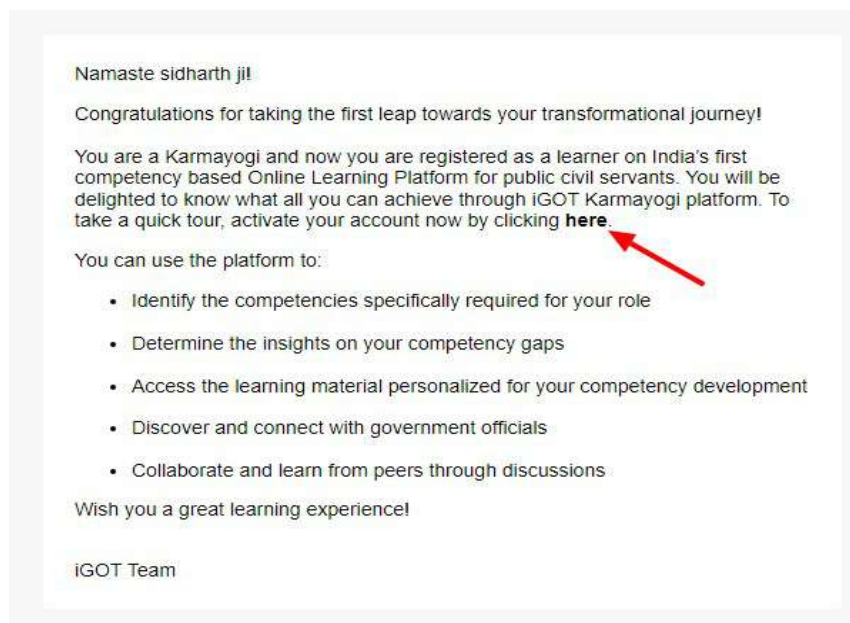 Namaste sidharth ji!
Congratulations for taking the first leap towards your transformational journey!
You are a Karmayogi and now you are registered as a learner on India's first
competency based Online Learning Platform for public civil servants. You will be
delighted to know what all you can achieve through iGOT Karmayogi platform. To
take a quick tour, activate your account now by clicking here.
You can use the platform to:
• Identify the competencies specifically required for your role
• Determine the insights on your competency gaps
• Access the learning material personalized for your competency development
• Discover and connect with government officials
• Collaborate and learn from peers through discussions
Wish you a great learning experience!
iGOT Team